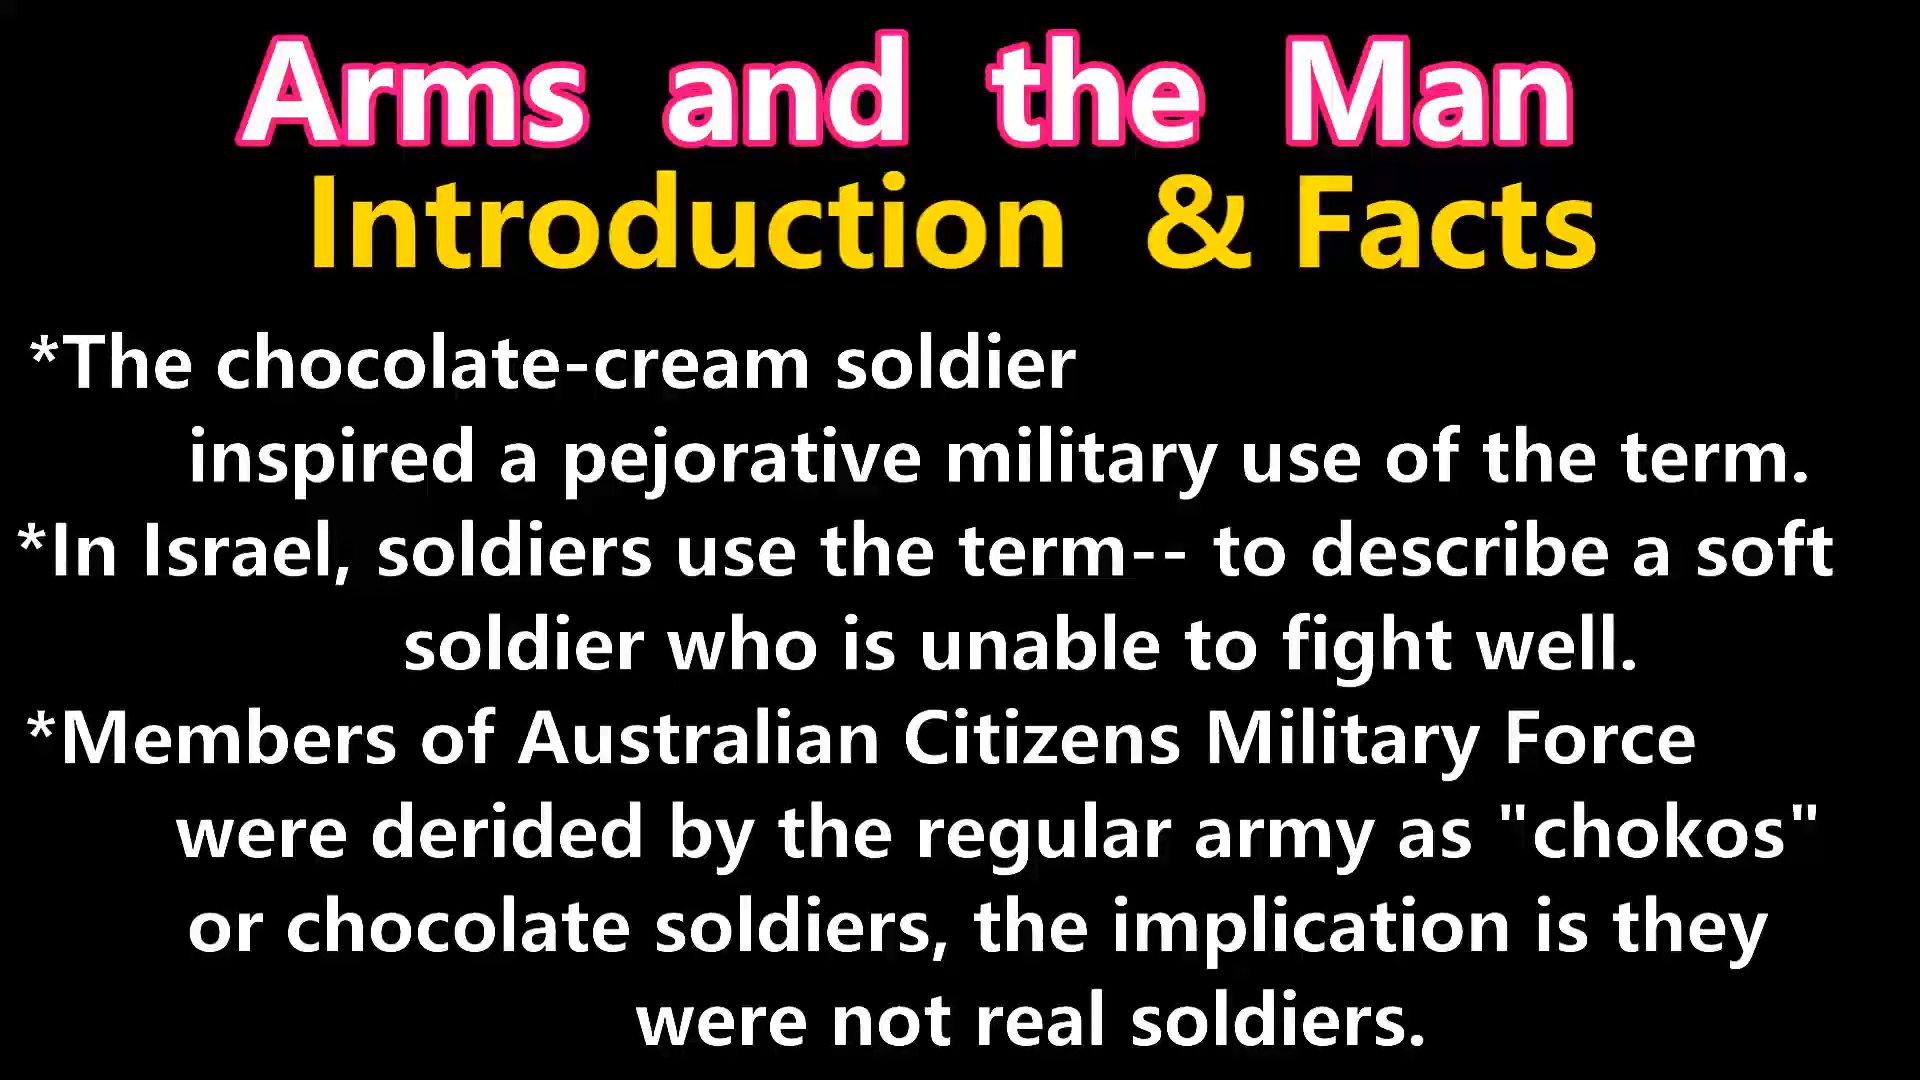 Arms and the Man
Introduction & Facts
*The chocolate-cream soldier
inspired a pejorative military use of the term.
*In Israel, soldiers use the term-- to describe a soft
soldier who is unable to fight well.
*Members of Australian Citizens Military Force
were derided by the regular army as "chokos"
or chocolate soldiers, the implication is they
were not real soldiers.